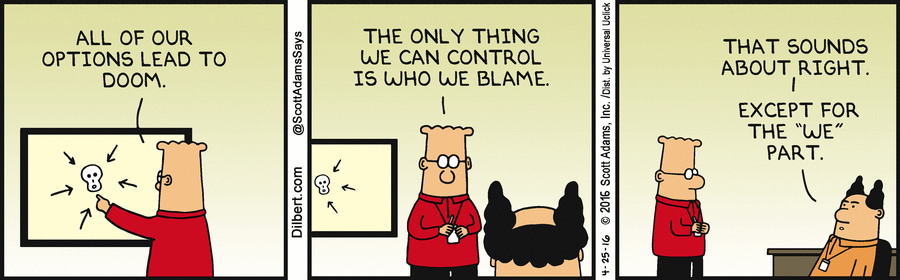 ALL OF OUR
OPTIONS LEAD TO
DOOM.
Dilbert.com @ScottAdamsSays
THE ONLY THING
WE CAN CONTROL
IS WHO WE BLAME.
4-25-16 © 2016 Scott Adams, Inc. /Dist. by Universal Uclick
THAT SOUNDS
ABOUT RIGHT.
EXCEPT FOR
THE "WE"
PART.